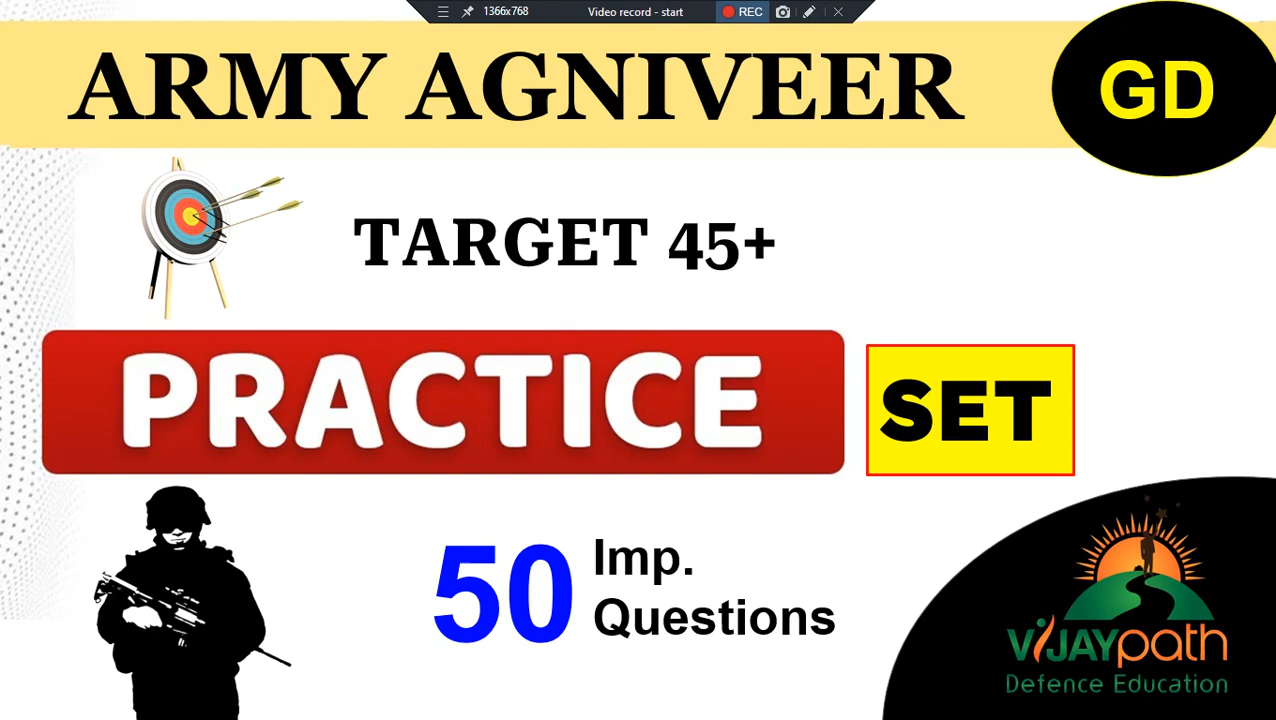 1366x768 Video record - start REC
ARMY AGNIVEER
GD
TARGET 45+
PRACTICE
SET
50 Imp.
Questions
VIJAYpath
Defence Education